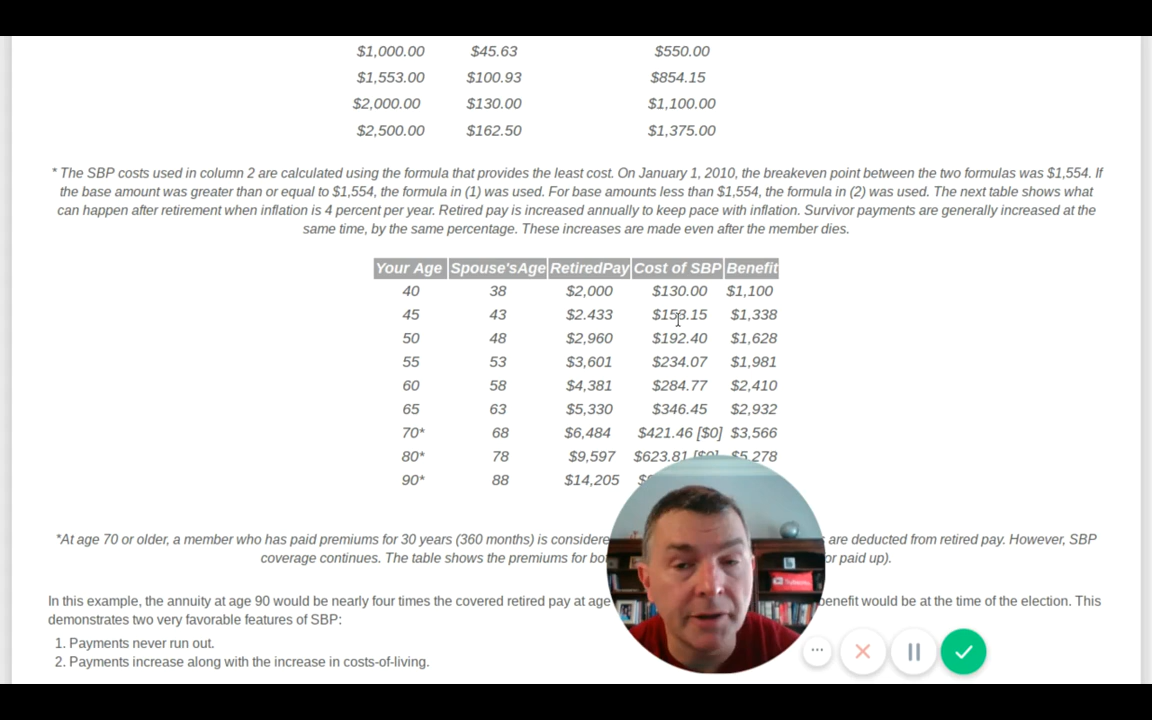 $1,000.00 $45.63 $550.00
$1,553.00 $100.93 $854.15
$2,000.00 $130.00 $1,100.00
$2,500.00 $162.50 $1,375.00
* The SBP costs used in column 2 are calculated using the formula that provides the least cost. On January 1, 2010, the breakeven point between the two formulas was $1,554. If
the base amount was greater than or equal to $1,554, the formula in (1) was used. For base amounts less than $1,554, the formula in (2) was used. The next table shows what
can happen after retirement when inflation is 4 percent per year. Retired pay is increased annually to keep pace with inflation. Survivor payments are generally increased at the
same time, by the same percentage. These increases are made even after the member dies.
Your Age Spouse'sAge RetiredPay Cost of SBP Benefit
40 38 $2,000 $130.00 $1,100
45 43 $2.433 $158.15 $1,338
50 48 $2,960 $192.40 $1,628
55 53 $3,601 $234.07 $1,981
60 58 $4,381 $284.77 $2,410
65 63 $5,330 $346.45 $2,932
70* 68 $6,484 $421.46 [$0] $3,566
80* 78 $9,597 $623.81 [$0] $5,278
90* 88 $14,205
*At age 70 or older, a member who has paid premiums for 30 years (360 months) is are deducted from retired pay. However, SBP
coverage continues. The table shows the premiums for or paid up).
In this example, the annuity at age 90 would be nearly four times the covered retired pay at age benefit would be at the time of the election. This
demonstrates two very favorable features of SBP:
1. Payments never run out.
2. Payments increase along with the increase in costs-of-living.